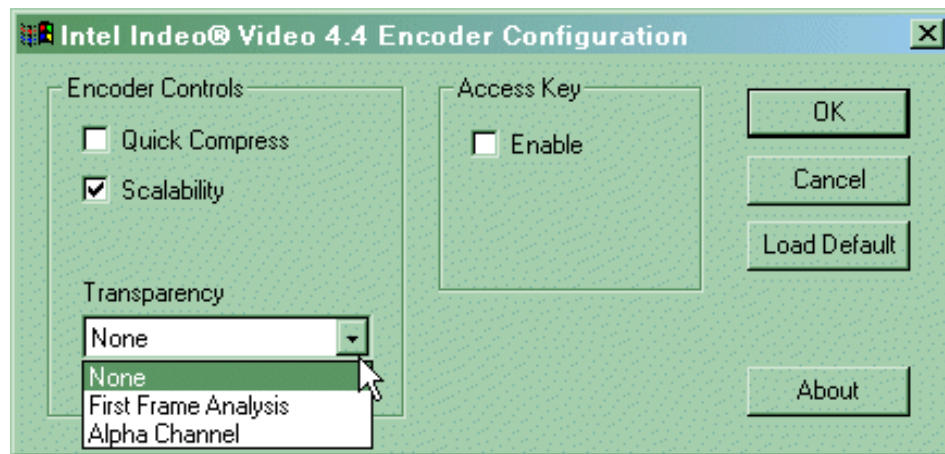 Intel Indeo® Video 4.4 Encoder Configuration
Encoder Controls
Quick Compress
Scalability
Transparency
None
None
First Frame Analysis
Alpha Channel
Access Key
Enable
OK
Cancel
Load Default
About